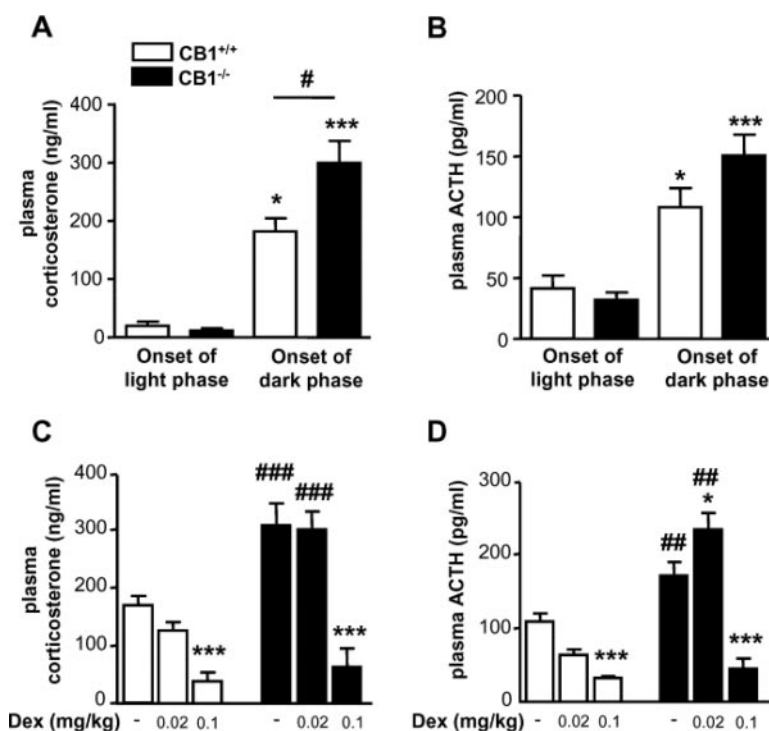 A
CB1+/+
CB1-/-
plasma
corticosterone (ng/ml)
400
300
200
100
0
#
*
***
Onset of
light phase
Onset of
dark phase
B
plasma ACTH (pg/ml)
200
150
100
50
0
*
***
Onset of
light phase
Onset of
dark phase
C
plasma
corticosterone (ng/ml)
400
300
200
100
0
***
###
###
***
Dex (mg/kg) - 0.02 0.1 - 0.02 0.1
D
plasma ACTH (pg/ml)
300
200
100
0
***
##
##
*
***
Dex (mg/kg) - 0.02 0.1 - 0.02 0.1